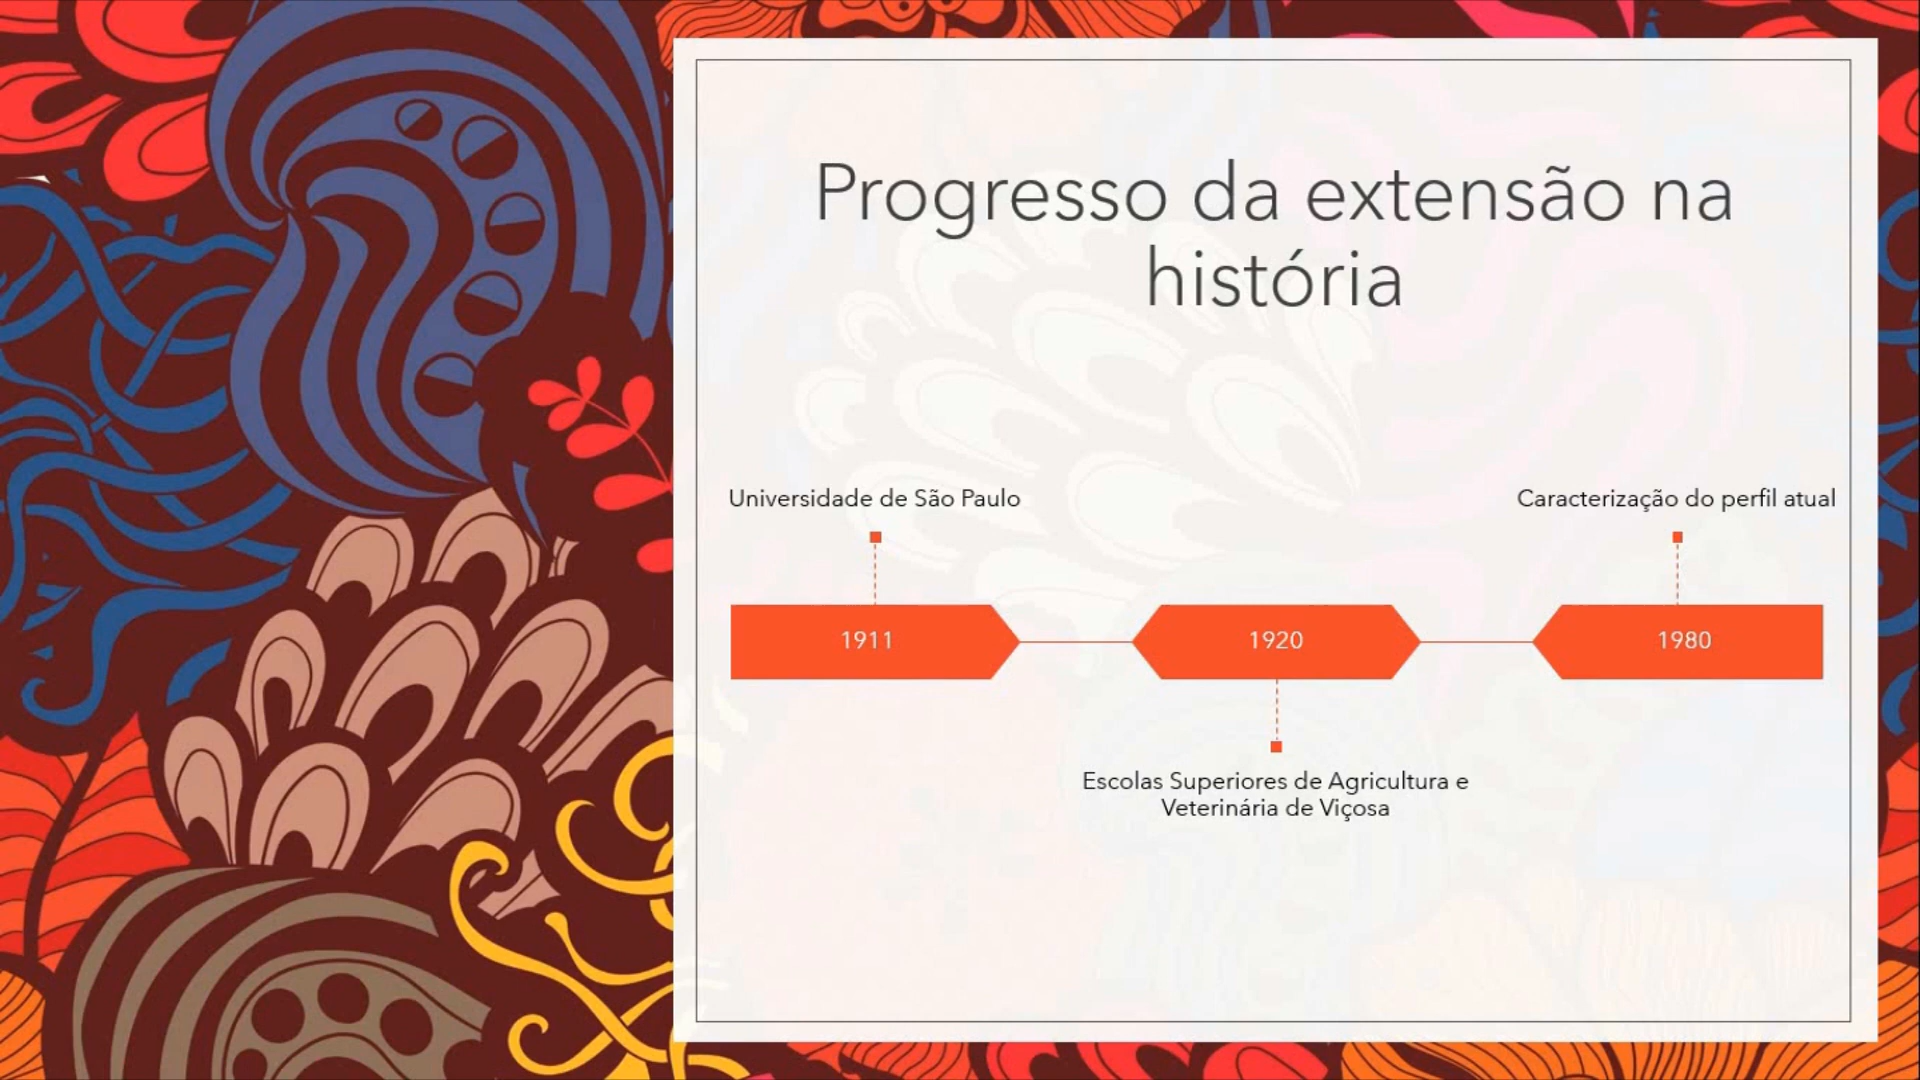 Progresso da extensão na
história
Universidade de São Paulo
Caracterização do perfil atual
1911
1920
1980
Escolas Superiores de Agricultura e
Veterinária de Viçosa